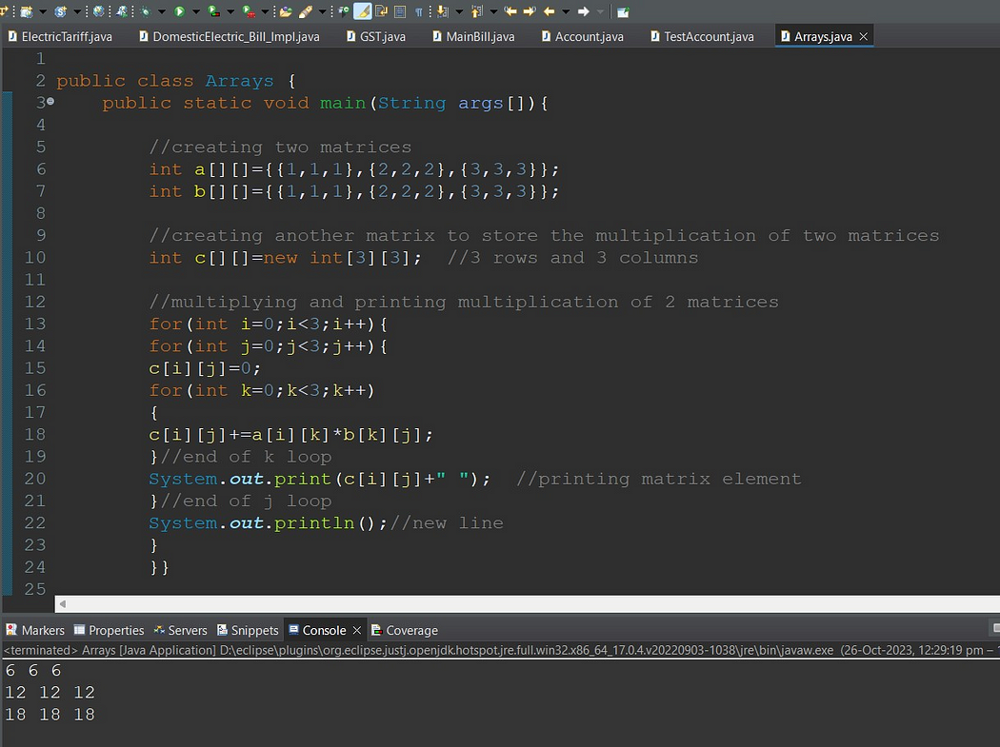 ElectricTariff.java DomesticElectric_Bill_Impl.java GST.java MainBill.java Account.java TestAccount.java Arrays.java
1
2 public class Arrays {
3     public static void main(String args[]){
4
5         //creating two matrices
6         int a[][]={{1,1,1},{2,2,2},{3,3,3}};
7         int b[][]={{1,1,1},{2,2,2},{3,3,3}};
8
9         //creating another matrix to store the multiplication of two matrices
10         int c[][]=new int[3][3];  //3 rows and 3 columns
11
12         //multiplying and printing multiplication of 2 matrices
13         for(int i=0;i<3;i++){
14         for(int j=0;j<3;j++){
15         c[i][j]=0;
16         for(int k=0;k<3;k++)
17         {
18         c[i][j]+=a[i][k]*b[k][j];
19         }//end of k loop
20         System.out.print(c[i][j]+" ");  //printing matrix element
21         }//end of j loop
22         System.out.println();//new line
23         }
24         }}
25
Markers Properties Servers Snippets Console Coverage
<terminated> Arrays [Java Application] D:\eclipse\plugins\org.eclipse.justj.openjdk.hotspot.jre.full.win32.x86_64_17.0.4.v20220903-1038\jre\bin\javaw.exe (26-Oct-2023, 12:29:19 pm –
6 6 6
12 12 12
18 18 18